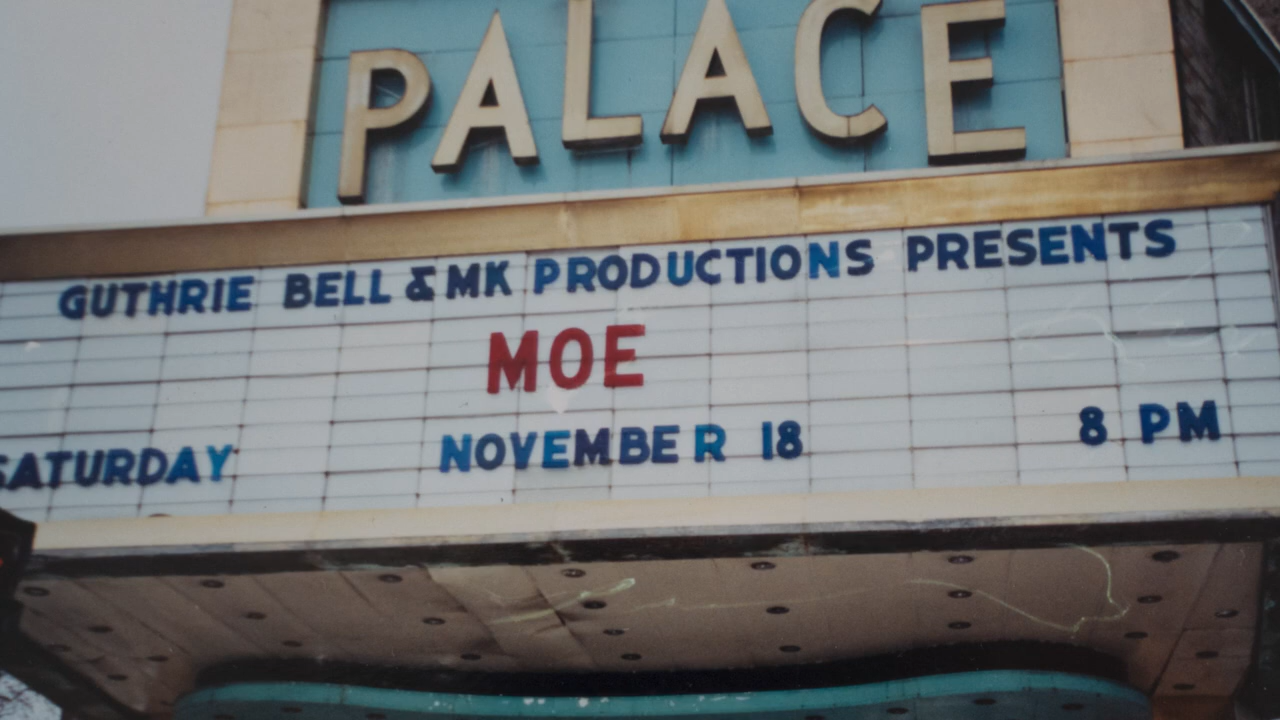 PALACE
GUTHRIE BELL & MK PRODUCTIONS PRESENTS
MOE
SATURDAY NOVEMBER 18 8 PM